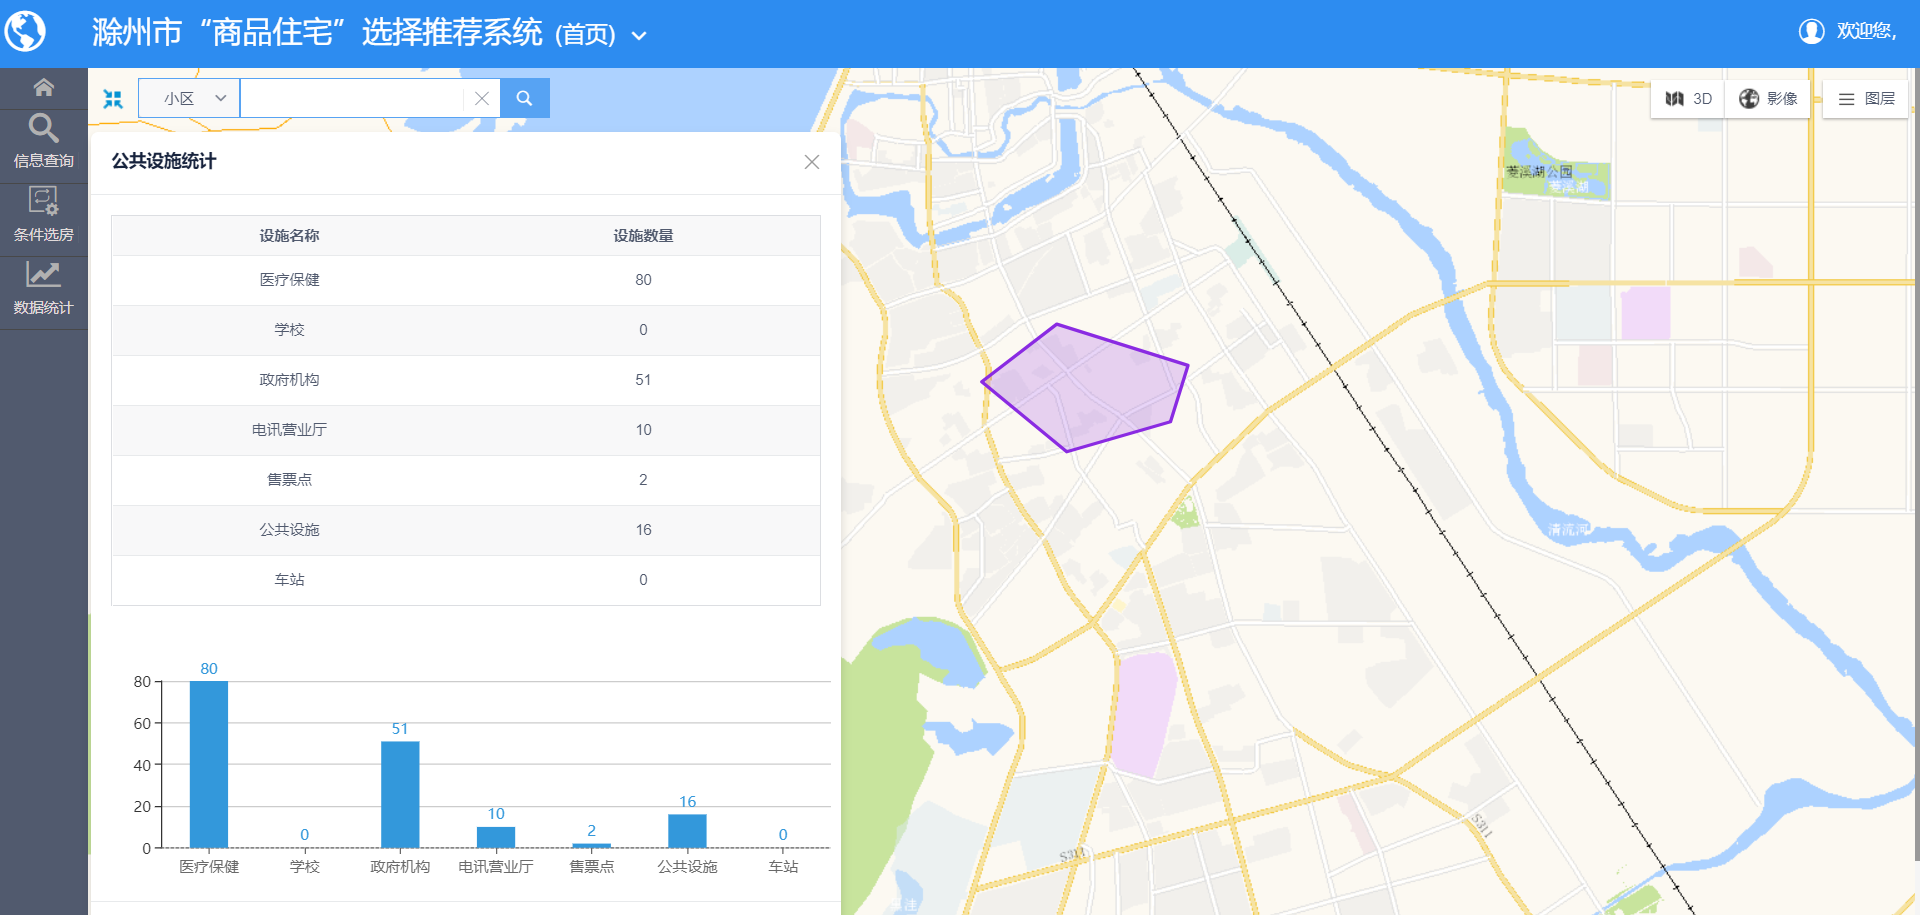 滁州市“商品住宅”选择推荐系统 (首页)
欢迎您,
信息查询
条件选房
数据统计
小区
3D
影像
图层
公共设施统计
设施名称 设施数量
医疗保健 80
学校 0
政府机构 51
电讯营业厅 10
售票点 2
公共设施 16
车站 0
80
60
40
20
0
80
0
51
10
2
16
0
医疗保健 学校 政府机构 电讯营业厅 售票点 公共设施 车站
菱溪湖公园
菱溪湖
清流河
S311
S311